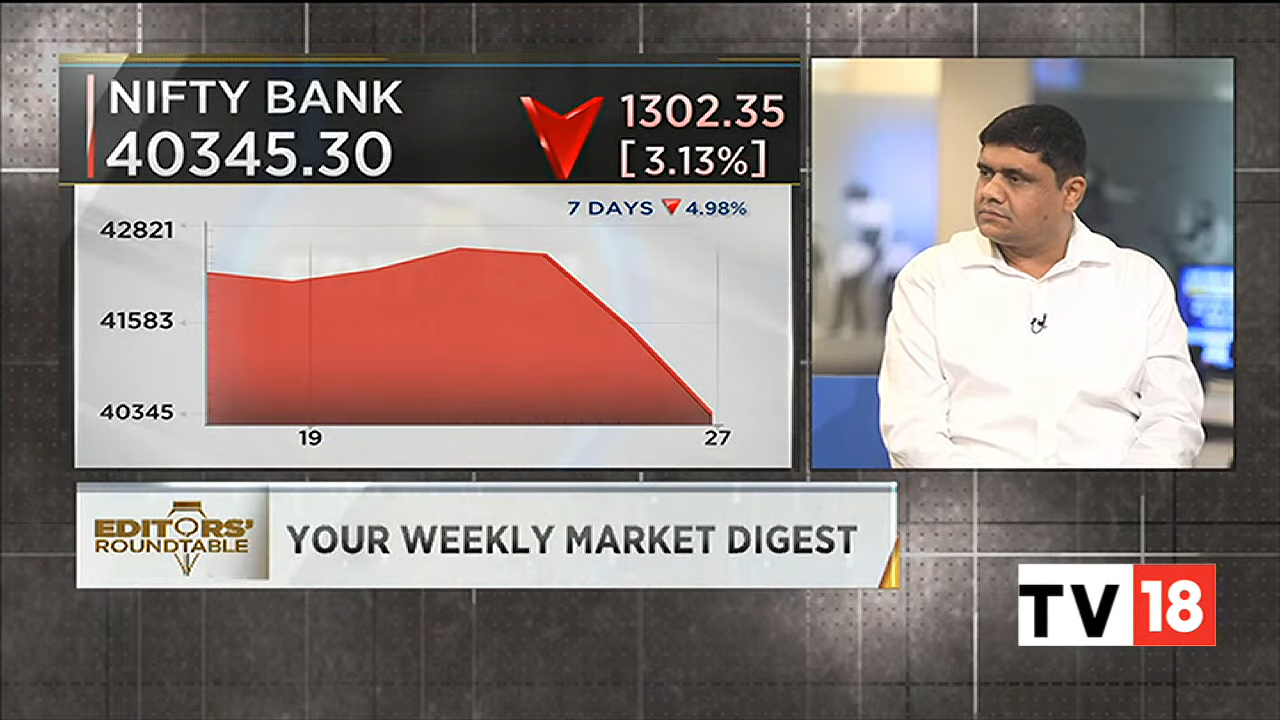 NIFTY BANK
40345.30
1302.35
[3.13%]
7 DAYS 4.98%
42821
41583
40345
19
27
EDITORS'
ROUNDTABLE
YOUR WEEKLY MARKET DIGEST
TV18